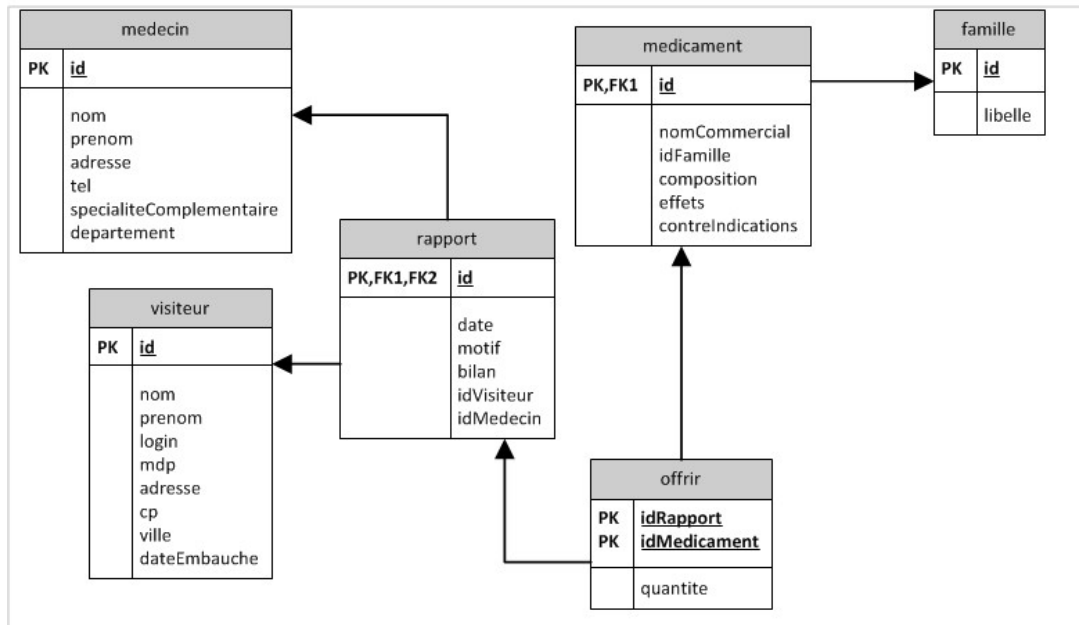 medecin
PK id
nom
prenom
adresse
tel
specialiteComplementaire
departement
medicament
PK,FK1 id
nomCommercial
idFamille
composition
effets
contreIndications
famille
PK id
libelle
rapport
PK,FK1,FK2 id
date
motif
bilan
idVisiteur
idMedecin
visiteur
PK id
nom
prenom
login
mdp
adresse
cp
ville
dateEmbauche
offrir
PK idRapport
PK idMedicament
quantite